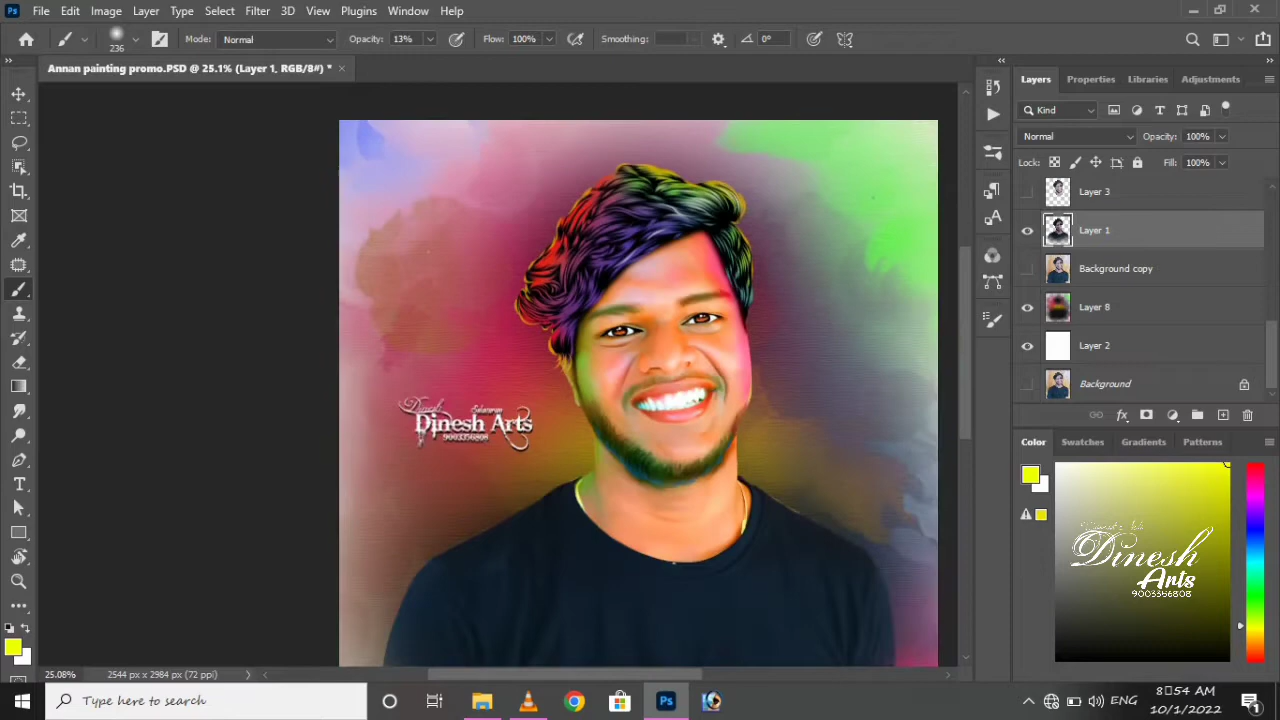 File Edit Image Layer Type Select Filter 3D View Plugins Window Help
236 Mode: Normal Opacity: 13% Flow: 100% Smoothing: 0°
Annan painting promo.PSD @ 25.1% (Layer 1, RGB/8#) * ×
Layers Properties Libraries Adjustments
Kind
Normal Opacity: 100%
Lock: Fill: 100%
Layer 3
Layer 1
Background copy
Layer 8
Layer 2
Background
Color Swatches Gradients Patterns
Dinesh Arts
9003356808
Dinesh
Arts
9003356808
25.08% 2544 px x 2984 px (72 ppi)
Type here to search
ENG
8:54 AM
10/1/2022
1